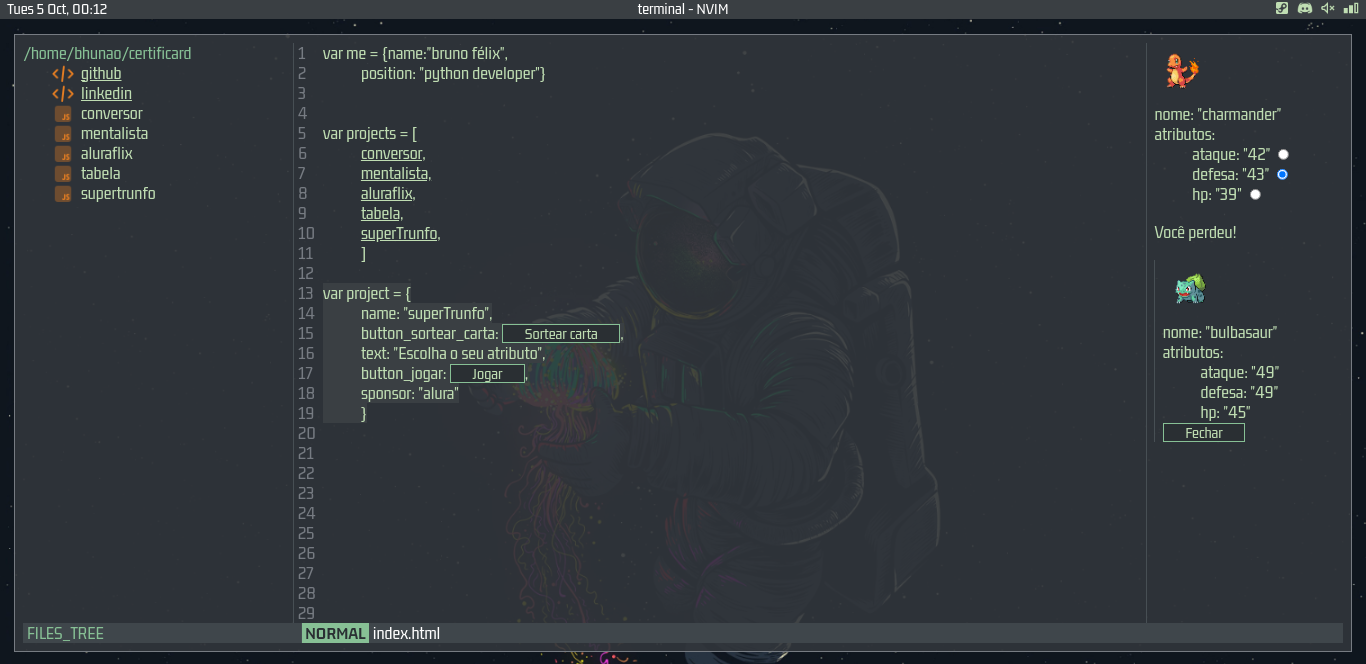 Tues 5 Oct, 00:12
terminal - NVIM
/home/bhunao/certificard
</> github
</> linkedin
JS conversor
JS mentalista
JS aluraflix
JS tabela
JS supertrunfo
FILES_TREE
1 var me = {name:"bruno félix",
2 position: "python developer"}
3
4
5 var projects = [
6 conversor,
7 mentalista,
8 aluraflix,
9 tabela,
10 superTrunfo,
11 ]
12
13 var project = {
14 name: "superTrunfo",
15 button_sortear_carta: Sortear carta,
16 text: "Escolha o seu atributo",
17 button_jogar: Jogar,
18 sponsor: "alura"
19 }
20
21
22
23
24
25
26
27
28
29
NORMAL index.html
nome: "charmander"
atributos:
ataque: "42"
defesa: "43"
hp: "39"
Você perdeu!
nome: "bulbasaur"
atributos:
ataque: "49"
defesa: "49"
hp: "45"
Fechar